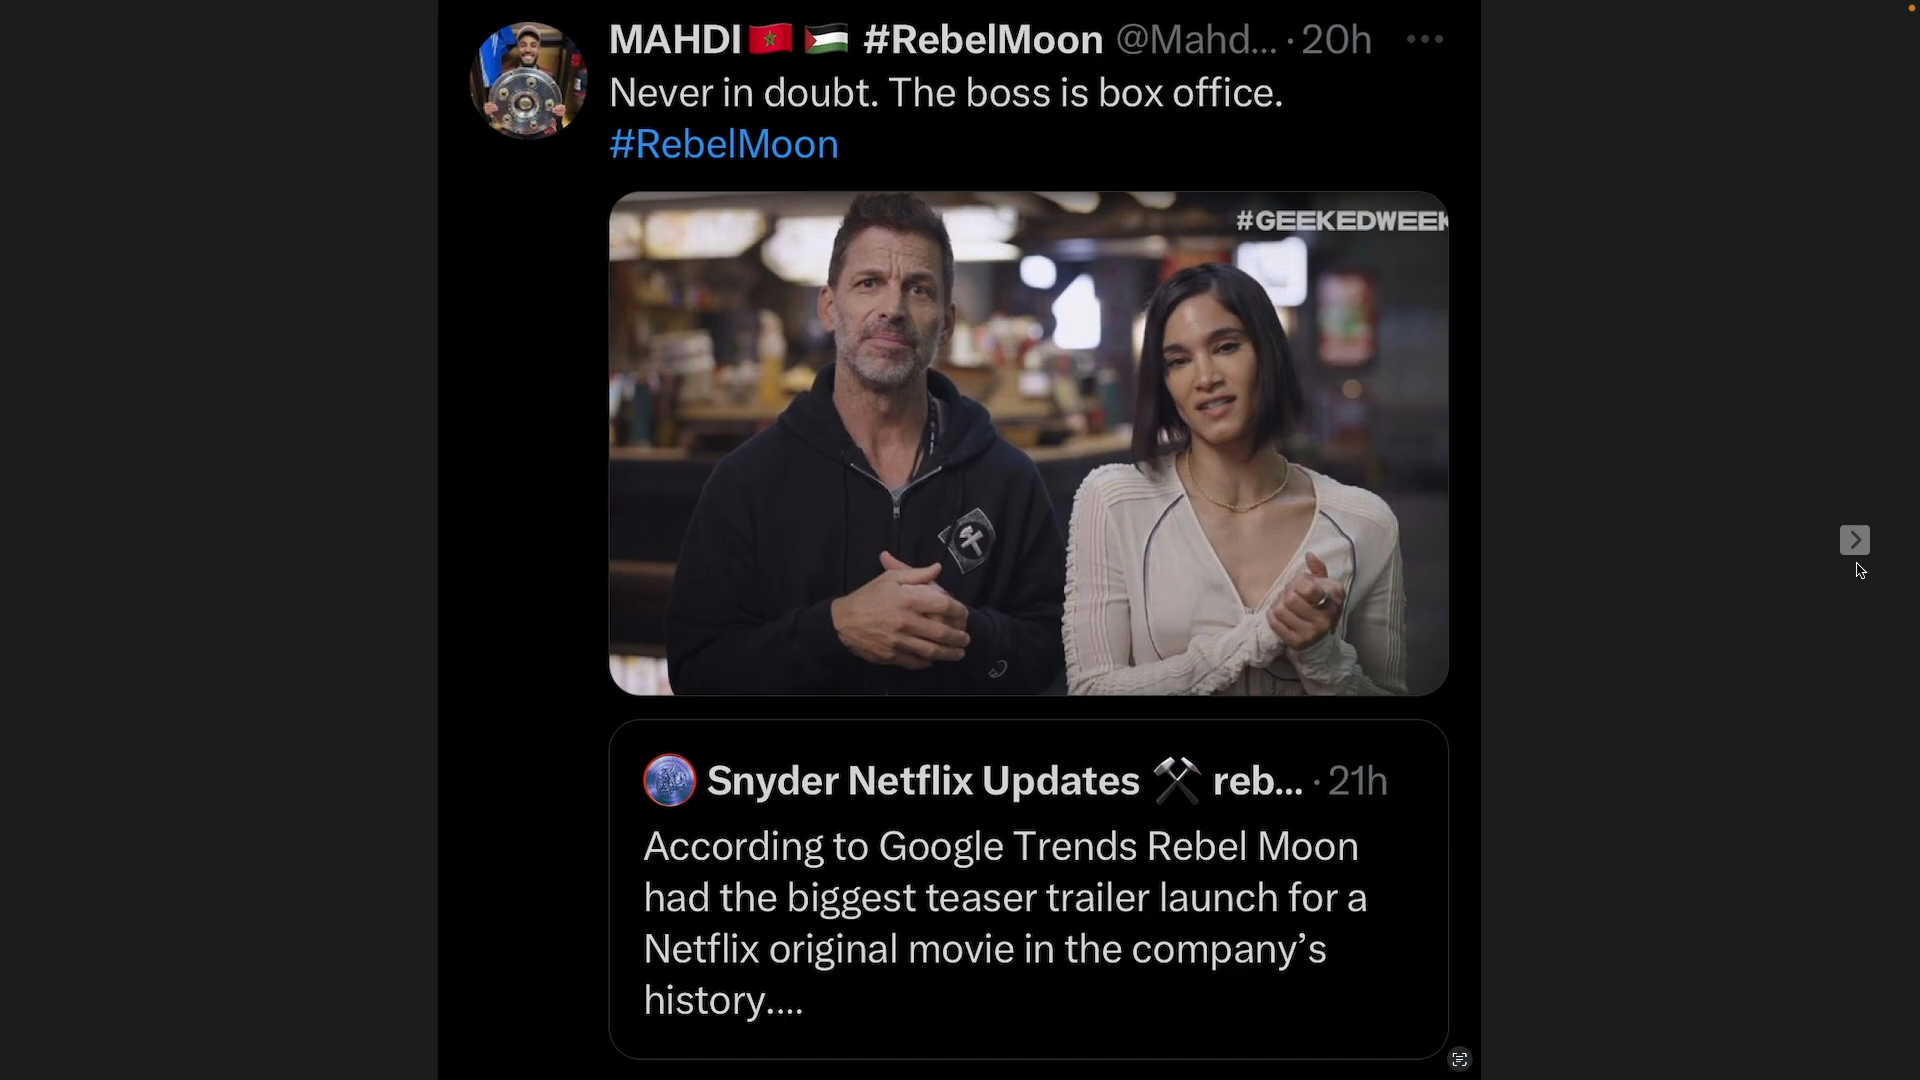 MAHDI🇲🇦🇵🇸 #RebelMoon @Mahd... · 20h
Never in doubt. The boss is box office.
#RebelMoon
#GEEKEDWEEK
Snyder Netflix Updates ⚒️ reb... · 21h
According to Google Trends Rebel Moon
had the biggest teaser trailer launch for a
Netflix original movie in the company’s
history....